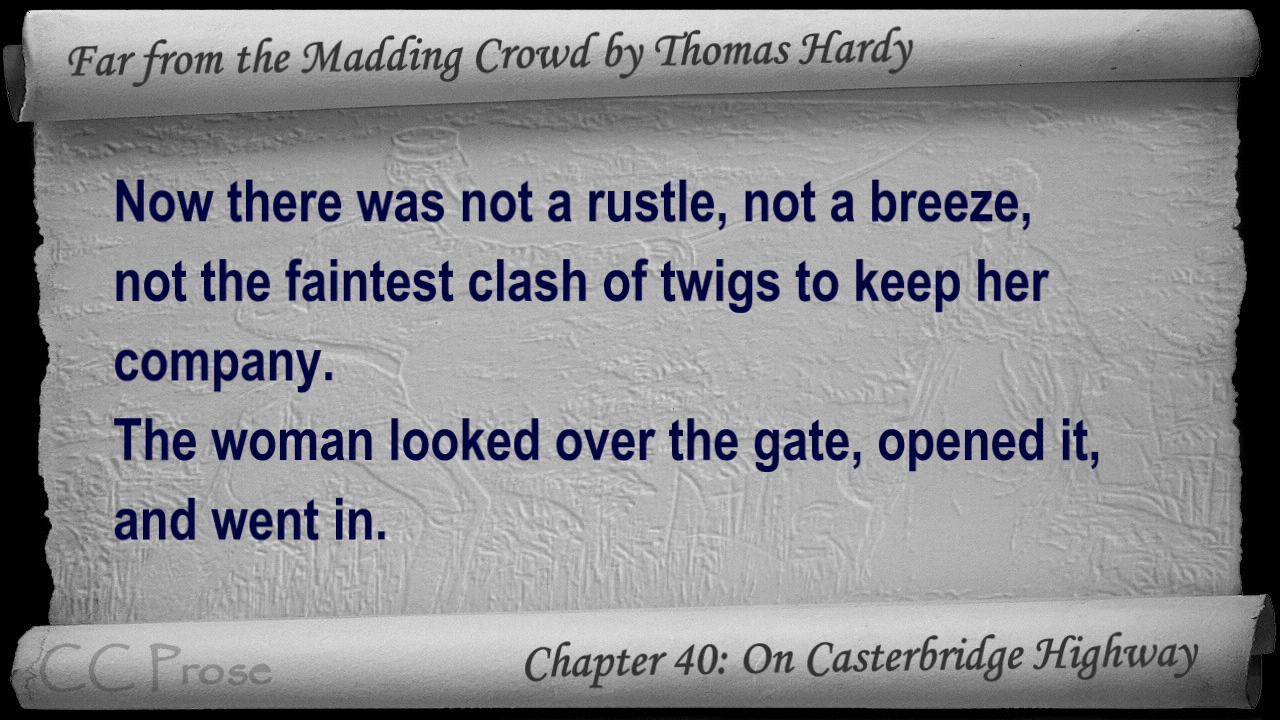 Far from the Madding Crowd by Thomas Hardy
Now there was not a rustle, not a breeze,
not the faintest clash of twigs to keep her
company.
The woman looked over the gate, opened it,
and went in.
CC Prose
Chapter 40: On Casterbridge Highway